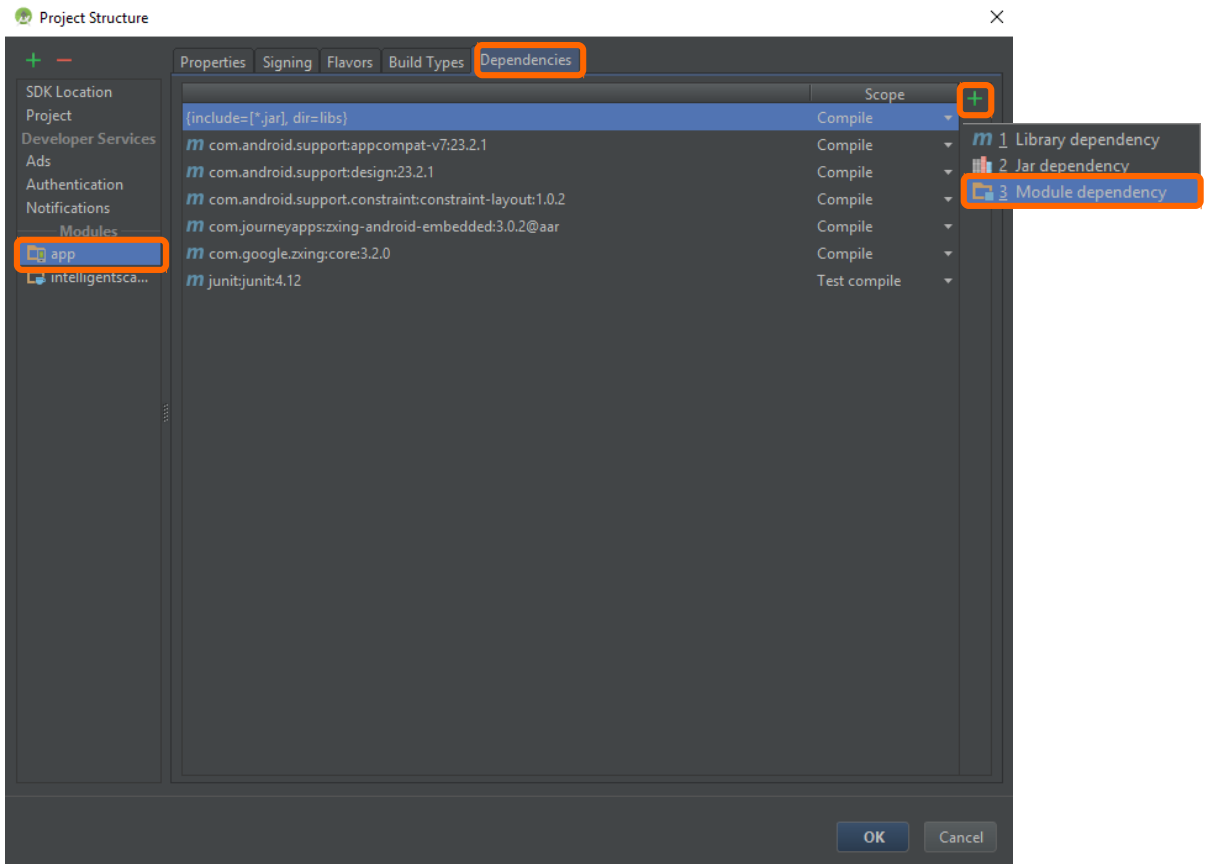 Project Structure
Properties Signing Flavors Build Types Dependencies
SDK Location
Project
Developer Services
Ads
Authentication
Notifications
Modules
app
intelligentsca...
Scope
{include=[*.jar], dir=libs} Compile
m com.android.support:appcompat-v7:23.2.1 Compile
m com.android.support:design:23.2.1 Compile
m com.android.support.constraint:constraint-layout:1.0.2 Compile
m com.journeyapps:zxing-android-embedded:3.0.2@aar Compile
m com.google.zxing:core:3.2.0 Compile
m junit:junit:4.12 Test compile
m 1 Library dependency
2 Jar dependency
3 Module dependency
OK Cancel